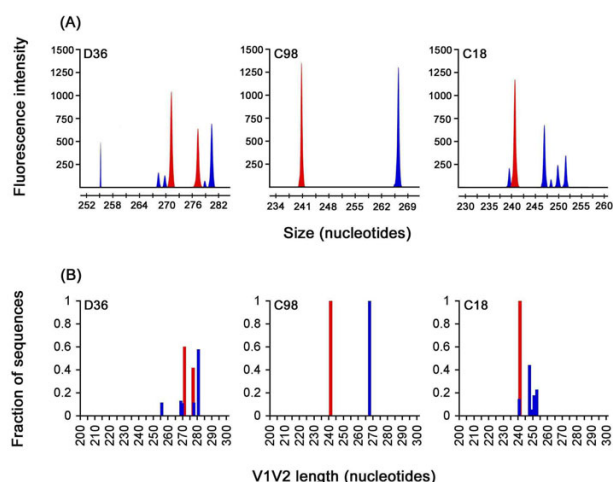 (A)
D36
C98
C18
Fluorescence intensity
1500
1250
1000
750
500
250
1500
1250
1000
750
500
250
1500
1250
1000
750
500
250
252 258 264 270 276 282
234 241 248 255 262 269
230 235 240 245 250 255 260
Size (nucleotides)
(B)
D36
C98
C18
Fraction of sequences
1
0.8
0.6
0.4
0.2
0
1
0.8
0.6
0.4
0.2
0
1
0.8
0.6
0.4
0.2
0
200 210 220 230 240 250 260 270 280 290 300
200 210 220 230 240 250 260 270 280 290 300
200 210 220 230 240 250 260 270 280 290 300
V1V2 length (nucleotides)